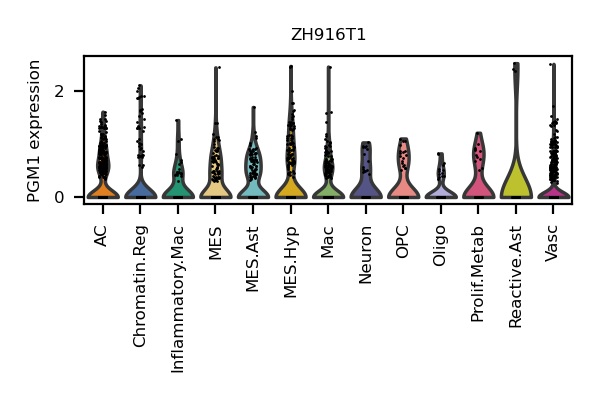 ZH916T1
PGM1 expression
2
0
AC
Chromatin.Reg
Inflammatory.Mac
MES
MES.Ast
MES.Hyp
Mac
Neuron
OPC
Oligo
Prolif.Metab
Reactive.Ast
Vasc